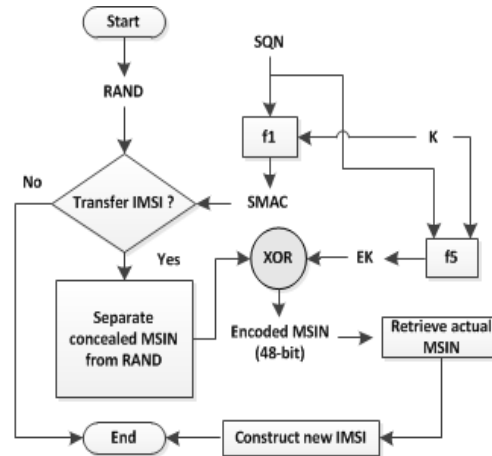 Start
SQN
RAND
f1
K
No
Transfer IMSI ?
SMAC
Yes
XOR
EK
f5
Separate
concealed MSIN
from RAND
Encoded MSIN
(48-bit)
Retrieve actual
MSIN
End
Construct new IMSI